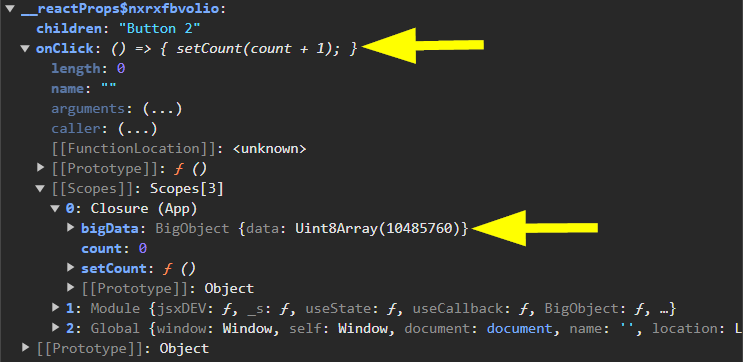 ▼ __reactProps$nxrxfbvolio:
children: "Button 2"
▼ onClick: () => { setCount(count + 1); }
length: 0
name: ""
arguments: (...)
caller: (...)
[[FunctionLocation]]: <unknown>
▶ [[Prototype]]: ƒ ()
▼ [[Scopes]]: Scopes[3]
▼ 0: Closure (App)
▶ bigData: BigObject {data: Uint8Array(10485760)}
count: 0
▶ setCount: ƒ ()
▶ [[Prototype]]: Object
▶ 1: Module {jsxDEV: ƒ, _s: ƒ, useState: ƒ, useCallback: ƒ, BigObject: ƒ, …}
▶ 2: Global {window: Window, self: Window, document: document, name: '', location: L
▶ [[Prototype]]: Object